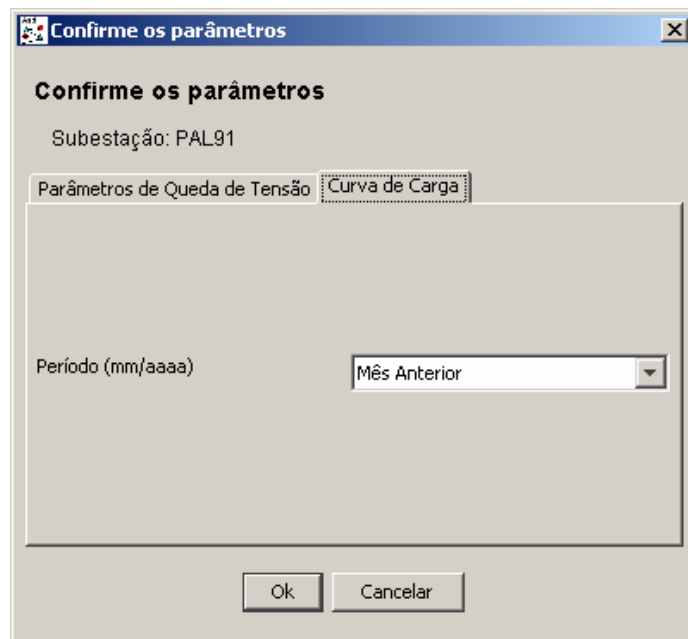 Confirme os parâmetros
Confirme os parâmetros
Subestação: PAL91
Parâmetros de Queda de Tensão Curva de Carga
Período (mm/aaaa) Mês Anterior
Ok Cancelar